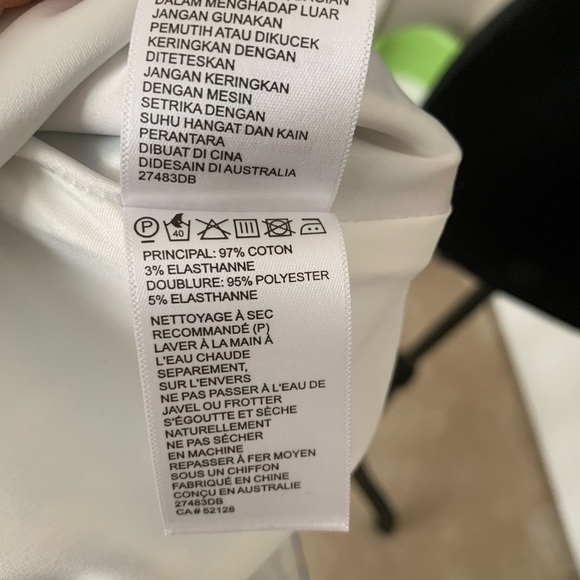 DALAM MENGHADAP LUAR
JANGAN GUNAKAN
PEMUTIH ATAU DIKUCEK
KERINGKAN DENGAN
DITETESKAN
JANGAN KERINGKAN
DENGAN MESIN
SETRIKA DENGAN
SUHU HANGAT DAN KAIN
PERANTARA
DIBUAT DI CINA
DIDESAIN DI AUSTRALIA
27483DB
P 40
PRINCIPAL: 97% COTON
3% ELASTHANNE
DOUBLURE: 95% POLYESTER
5% ELASTHANNE
NETTOYAGE À SEC
RECOMMANDÉ (P)
LAVER À LA MAIN À
L'EAU CHAUDE
SEPAREMENT,
SUR L'ENVERS
NE PAS PASSER À L'EAU DE
JAVEL OU FROTTER
S'ÉGOUTTE ET SÈCHE
NATURELLEMENT
NE PAS SÉCHER
EN MACHINE
REPASSER À FER MOYEN
SOUS UN CHIFFON
FABRIQUÉ EN CHINE
CONÇU EN AUSTRALIE
27483DB
CA# 52128